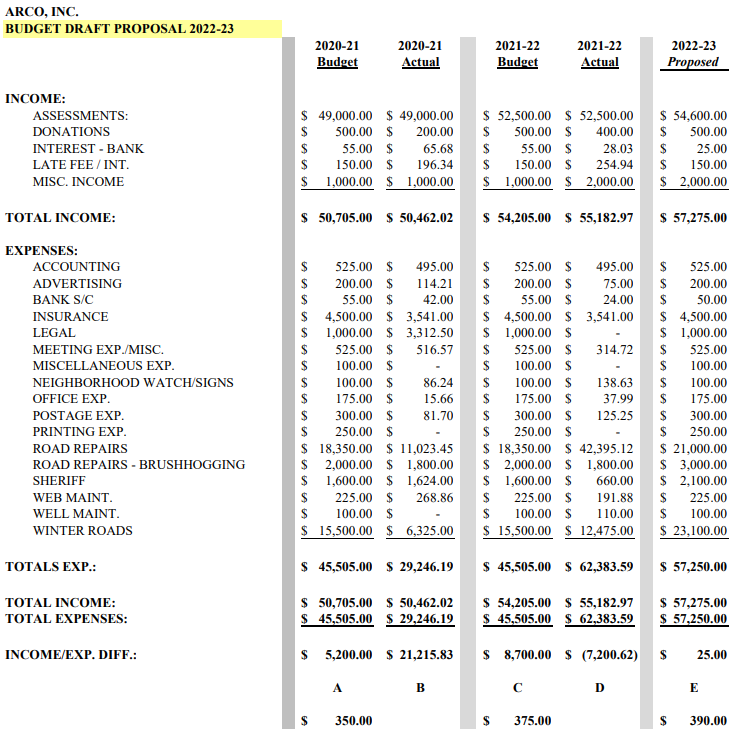 ARCO, INC.
BUDGET DRAFT PROPOSAL 2022-23
2020-21 2020-21 2021-22 2021-22 2022-23
Budget Actual Budget Actual Proposed
INCOME:
ASSESSMENTS: $ 49,000.00 $ 49,000.00 $ 52,500.00 $ 52,500.00 $ 54,600.00
DONATIONS $ 500.00 $ 200.00 $ 500.00 $ 400.00 $ 500.00
INTEREST - BANK $ 55.00 $ 65.68 $ 55.00 $ 28.03 $ 25.00
LATE FEE / INT. $ 150.00 $ 196.34 $ 150.00 $ 254.94 $ 150.00
MISC. INCOME $ 1,000.00 $ 1,000.00 $ 1,000.00 $ 2,000.00 $ 2,000.00
TOTAL INCOME: $ 50,705.00 $ 50,462.02 $ 54,205.00 $ 55,182.97 $ 57,275.00
EXPENSES:
ACCOUNTING $ 525.00 $ 495.00 $ 525.00 $ 495.00 $ 525.00
ADVERTISING $ 200.00 $ 114.21 $ 200.00 $ 75.00 $ 200.00
BANK S/C $ 55.00 $ 42.00 $ 55.00 $ 24.00 $ 50.00
INSURANCE $ 4,500.00 $ 3,541.00 $ 4,500.00 $ 3,541.00 $ 4,500.00
LEGAL $ 1,000.00 $ 3,312.50 $ 1,000.00 $ - $ 1,000.00
MEETING EXP./MISC. $ 525.00 $ 516.57 $ 525.00 $ 314.72 $ 525.00
MISCELLANEOUS EXP. $ 100.00 $ - $ 100.00 $ - $ 100.00
NEIGHBORHOOD WATCH/SIGNS $ 100.00 $ 86.24 $ 100.00 $ 138.63 $ 100.00
OFFICE EXP. $ 175.00 $ 15.66 $ 175.00 $ 37.99 $ 175.00
POSTAGE EXP. $ 300.00 $ 81.70 $ 300.00 $ 125.25 $ 300.00
PRINTING EXP. $ 250.00 $ - $ 250.00 $ - $ 250.00
ROAD REPAIRS $ 18,350.00 $ 11,023.45 $ 18,350.00 $ 42,395.12 $ 21,000.00
ROAD REPAIRS - BRUSHHOGGING $ 2,000.00 $ 1,800.00 $ 2,000.00 $ 1,800.00 $ 3,000.00
SHERIFF $ 1,600.00 $ 1,624.00 $ 1,600.00 $ 660.00 $ 2,100.00
WEB MAINT. $ 225.00 $ 268.86 $ 225.00 $ 191.88 $ 225.00
WELL MAINT. $ 100.00 $ - $ 100.00 $ 110.00 $ 100.00
WINTER ROADS $ 15,500.00 $ 6,325.00 $ 15,500.00 $ 12,475.00 $ 23,100.00
TOTALS EXP.: $ 45,505.00 $ 29,246.19 $ 45,505.00 $ 62,383.59 $ 57,250.00
TOTAL INCOME: $ 50,705.00 $ 50,462.02 $ 54,205.00 $ 55,182.97 $ 57,275.00
TOTAL EXPENSES: $ 45,505.00 $ 29,246.19 $ 45,505.00 $ 62,383.59 $ 57,250.00
INCOME/EXP. DIFF.: $ 5,200.00 $ 21,215.83 $ 8,700.00 $ (7,200.62) $ 25.00
A B C D E
$ 350.00 $ 375.00 $ 390.00